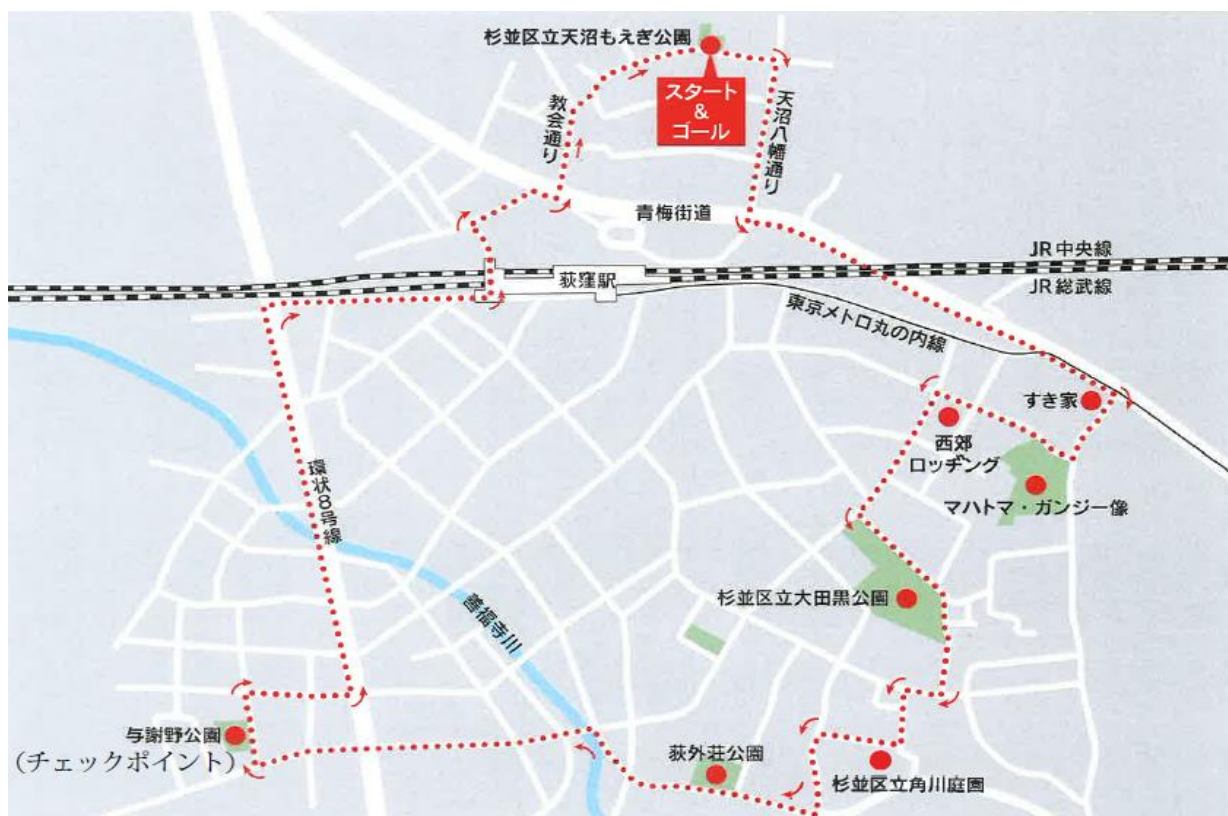 杉並区立天沼もえぎ公園
スタート
&
ゴール
教会通り
天沼八幡通り
青梅街道
JR中央線
荻窪駅
JR総武線
東京メトロ丸の内線
すき家
西郊
ロッヂング
マハトマ・ガンジー像
環状8号線
善福寺川
杉並区立大田黒公園
与謝野公園
(チェックポイント)
荻外荘公園
杉並区立角川庭園